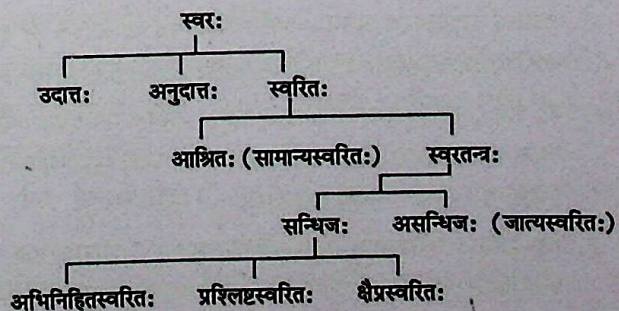 स्वरः
उदात्तः अनुदात्तः स्वरितः
आश्रितः (सामान्यस्वरितः) स्वरतन्त्रः
सन्धिजः असन्धिजः (जात्यस्वरितः)
अभिनिहितस्वरितः प्रश्लिष्टस्वरितः क्षैप्रस्वरितः